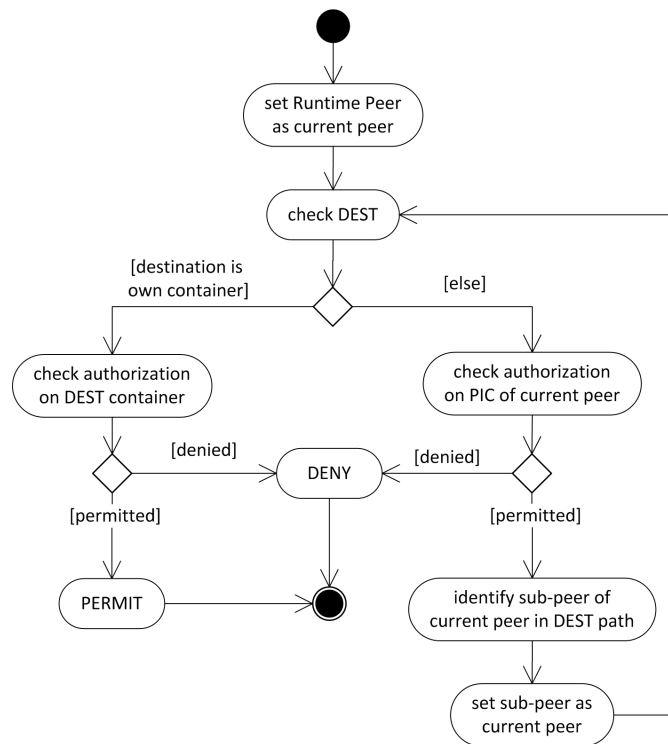 set Runtime Peer
as current peer
check DEST
[destination is
own container]
[else]
check authorization
on DEST container
check authorization
on PIC of current peer
[denied]
DENY
[denied]
[permitted]
[permitted]
PERMIT
identify sub-peer of
current peer in DEST path
set sub-peer as
current peer